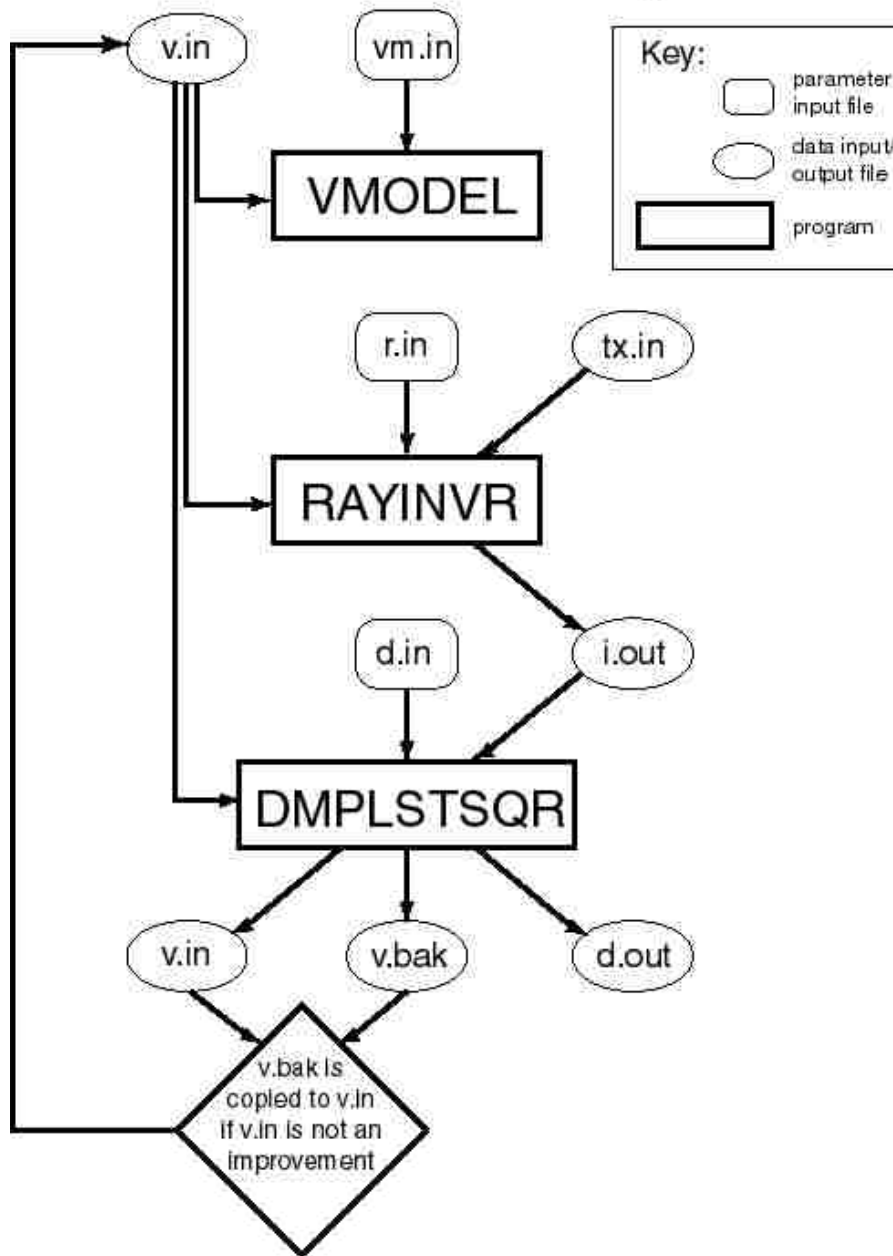 v.in
vm.in
Key:
parameter
input file
data input/
output file
program
VMODEL
r.in
tx.in
RAYINVR
d.in
i.out
DMPLSTSQR
v.in
v.bak
d.out
v.bak is
copied to v.in
if v.in is not an
improvement